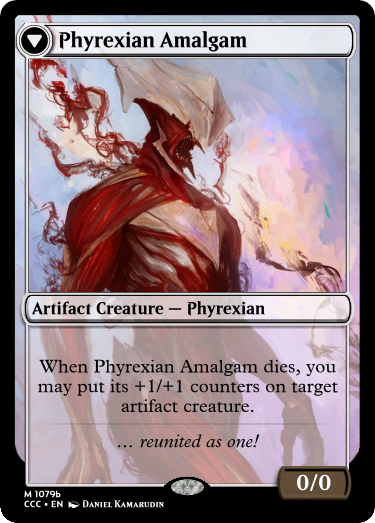 Phyrexian Amalgam
Artifact Creature — Phyrexian
When Phyrexian Amalgam dies, you
may put its +1/+1 counters on target
artifact creature.
… reunited as one!
0/0
M 1079b
CCC • EN Daniel Kamarudin